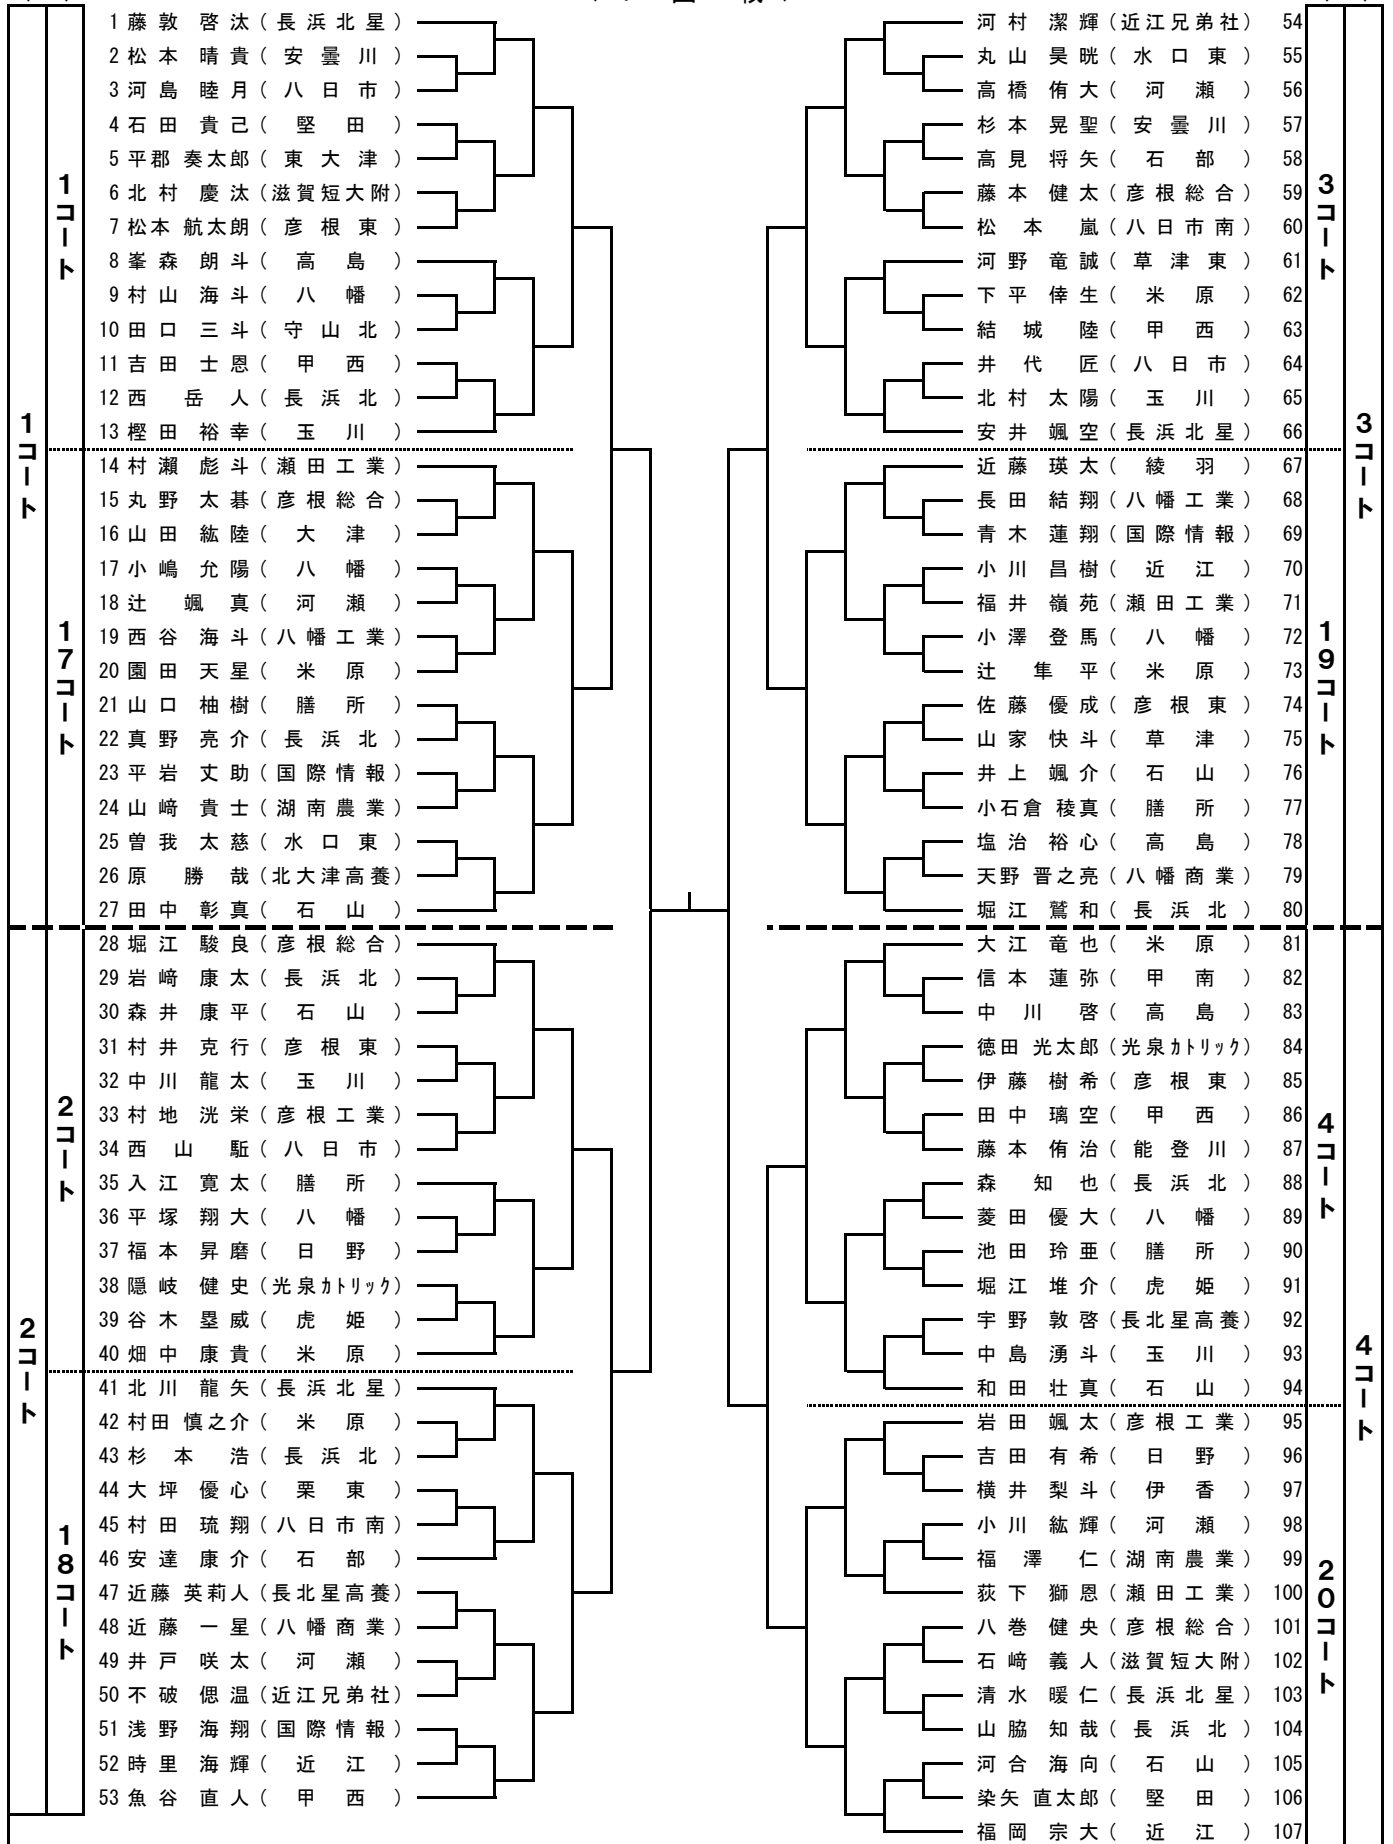 1 藤敦 啓汰 (長浜北星)
2 松本 晴貴 (安曇川)
3 河島 睦月 (八日市)
4 石田 貴己 (堅田)
5 平郡 奏太郎 (東大津)
6 北村 慶汰 (滋賀短大附)
7 松本 航太朗 (彦根東)
8 峯森 朗斗 (高島)
9 村山 海斗 (八幡)
10 田口 三斗 (守山北)
11 吉田 士恩 (甲西)
12 西 岳人 (長浜北)
13 樫田 裕幸 (玉川)
14 村瀬 彪斗 (瀬田工業)
15 丸野 太碁 (彦根総合)
16 山田 紘陸 (大津)
17 小嶋 允陽 (八幡)
18 辻 颯真 (河瀬)
19 西谷 海斗 (八幡工業)
20 園田 天星 (米原)
21 山口 柚樹 (膳所)
22 真野 亮介 (長浜北)
23 平岩 丈助 (国際情報)
24 山﨑 貴士 (湖南農業)
25 曽我 太慈 (水口東)
26 原 勝哉 (北大津高養)
27 田中 彰真 (石山)
28 堀江 駿良 (彦根総合)
29 岩﨑 康太 (長浜北)
30 森井 康平 (石山)
31 村井 克行 (彦根東)
32 中川 龍太 (玉川)
33 村地 洸栄 (彦根工業)
34 西山 駈 (八日市)
35 入江 寛太 (膳所)
36 平塚 翔大 (八幡)
37 福本 昇磨 (日野)
38 隠岐 健史 (光泉カトリック)
39 谷木 塁威 (虎姫)
40 畑中 康貴 (米原)
41 北川 龍矢 (長浜北星)
42 村田 慎之介 (米原)
43 杉本 浩 (長浜北)
44 大坪 優心 (栗東)
45 村田 琉翔 (八日市南)
46 安達 康介 (石部)
47 近藤 英莉人 (長北星高養)
48 近藤 一星 (八幡商業)
49 井戸 咲太 (河瀬)
50 不破 偲温 (近江兄弟社)
51 浅野 海翔 (国際情報)
52 時里 海輝 (近江)
53 魚谷 直人 (甲西)
1コート
17コート
1コート
2コート
18コート
2コート
河村 潔輝 (近江兄弟社) 54
丸山 昊晄 (水口東) 55
高橋 侑大 (河瀬) 56
杉本 晃聖 (安曇川) 57
高見 将矢 (石部) 58
藤本 健太 (彦根総合) 59
松本 嵐 (八日市南) 60
河野 竜誠 (草津東) 61
下平 倖生 (米原) 62
結城 陸 (甲西) 63
井代 匠 (八日市) 64
北村 太陽 (玉川) 65
安井 颯空 (長浜北星) 66
近藤 瑛太 (綾羽) 67
長田 結翔 (八幡工業) 68
青木 蓮翔 (国際情報) 69
小川 昌樹 (近江) 70
福井 嶺苑 (瀬田工業) 71
小澤 登馬 (八幡) 72
辻 隼平 (米原) 73
佐藤 優成 (彦根東) 74
山家 快斗 (草津) 75
井上 颯介 (石山) 76
小石倉 稜真 (膳所) 77
塩治 裕心 (高島) 78
天野 晋之亮 (八幡商業) 79
堀江 鷲和 (長浜北) 80
大江 竜也 (米原) 81
信本 蓮弥 (甲南) 82
中川 啓 (高島) 83
徳田 光太郎 (光泉カトリック) 84
伊藤 樹希 (彦根東) 85
田中 璃空 (甲西) 86
藤本 侑治 (能登川) 87
森 知也 (長浜北) 88
菱田 優大 (八幡) 89
池田 玲亜 (膳所) 90
堀江 堆介 (虎姫) 91
宇野 敦啓 (長北星高養) 92
中島 湧斗 (玉川) 93
和田 壮真 (石山) 94
岩田 颯太 (彦根工業) 95
吉田 有希 (日野) 96
横井 梨斗 (伊香) 97
小川 紘輝 (河瀬) 98
福澤 仁 (湖南農業) 99
荻下 獅恩 (瀬田工業) 100
八巻 健央 (彦根総合) 101
石﨑 義人 (滋賀短大附) 102
清水 暖仁 (長浜北星) 103
山脇 知哉 (長浜北) 104
河合 海向 (石山) 105
染矢 直太郎 (堅田) 106
福岡 宗大 (近江) 107
3コート
19コート
3コート
4コート
20コート
4コート